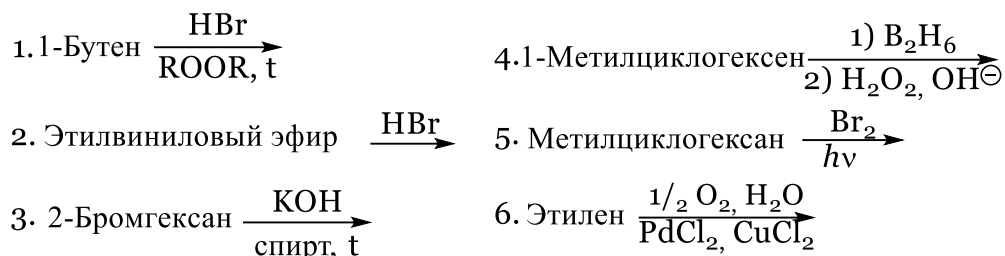 1. 1-Бутен HBr ROOR, t
2. Этилвиниловый эфир HBr
3. 2-Бромгексан KOH спирт, t
4. 1-Метилциклогексен 1) B₂H₆ 2) H₂O₂, OH⊖
5. Метилциклогексан Br₂ hν
6. Этилен 1/₂ O₂, H₂O PdCl₂, CuCl₂